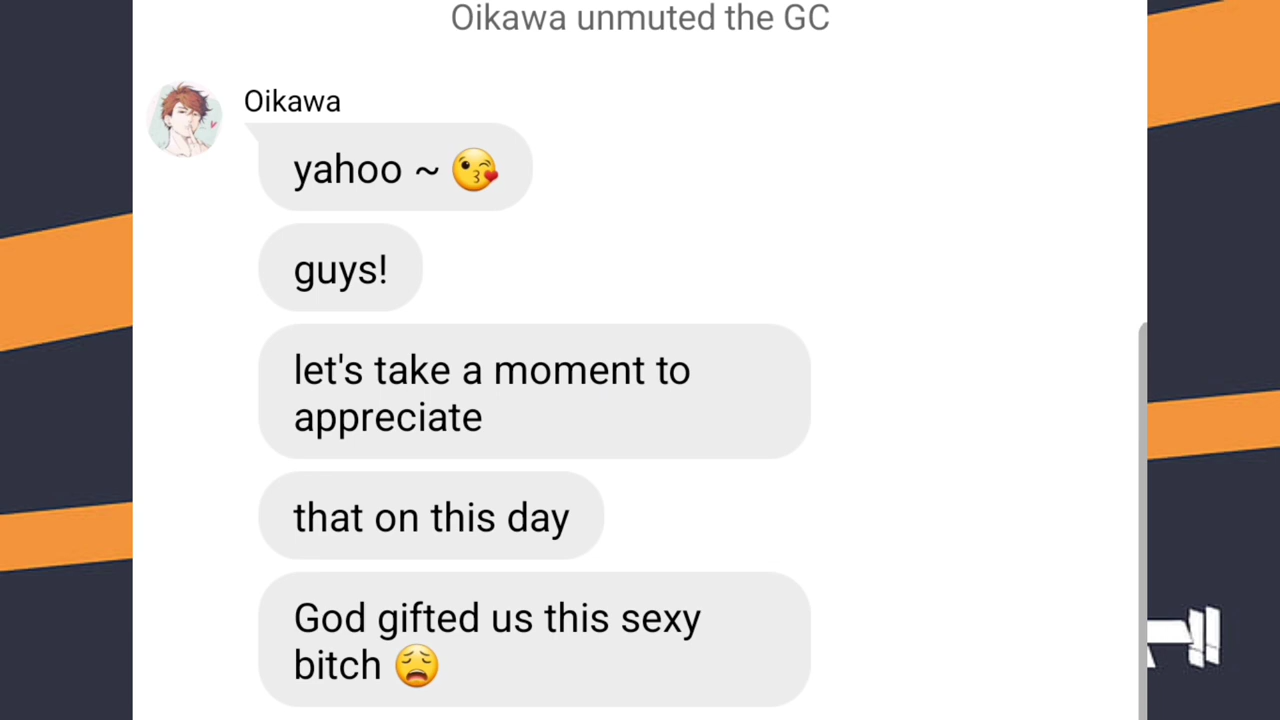 Oikawa unmuted the GC
Oikawa
yahoo ~ 😘
guys!
let's take a moment to
appreciate
that on this day
God gifted us this sexy
bitch 😩